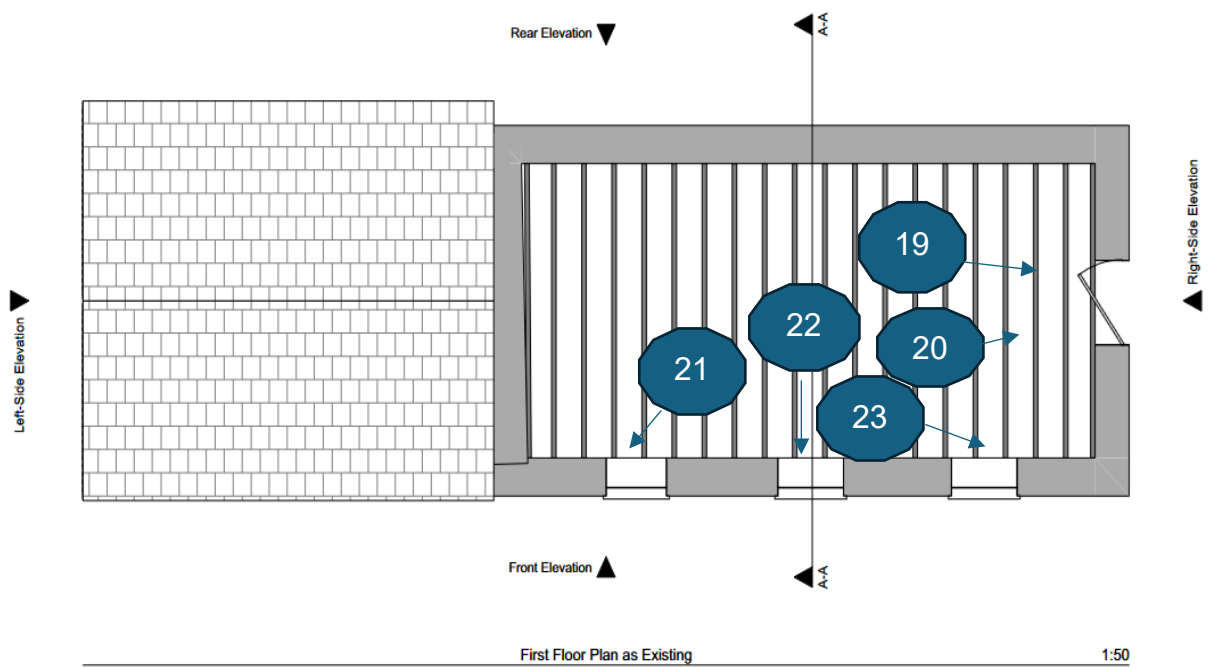 Rear Elevation
A-A
Left-Side Elevation
Right-Side Elevation
19
22
20
21
23
Front Elevation
A-A
First Floor Plan as Existing
1:50